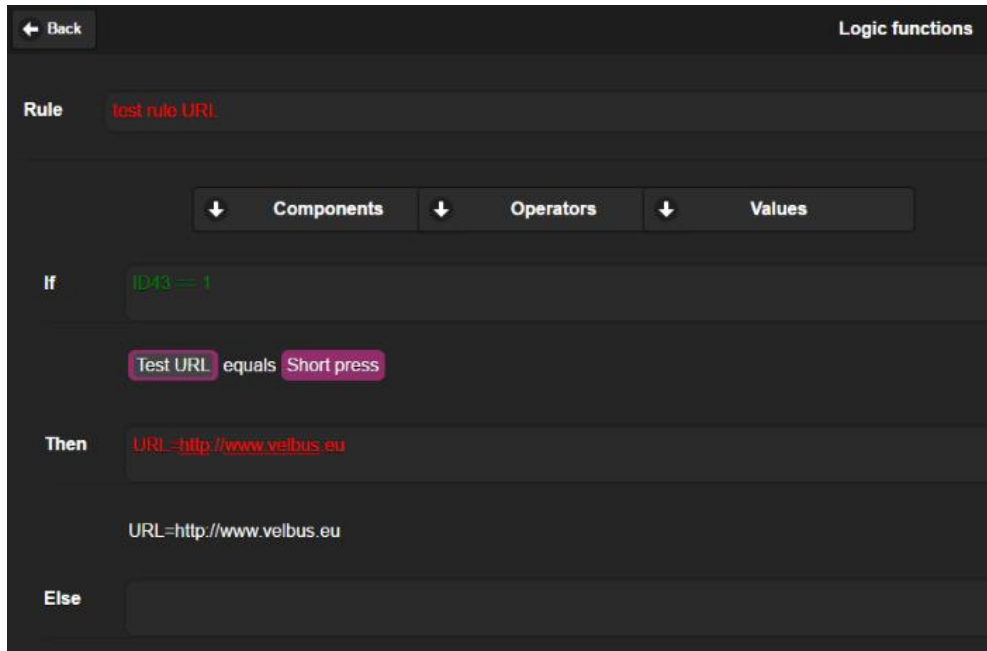 Back Logic functions
Rule test rule URL
Components Operators Values
If ID43 == 1
Test URL equals Short press
Then URL=http://www.velbus.eu
URL=http://www.velbus.eu
Else